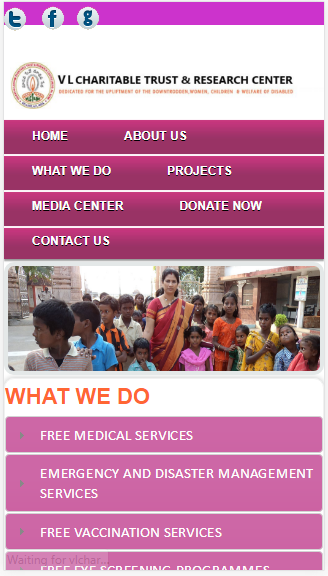 V L CHARITABLE TRUST & RESEARCH CENTER
DEDICATED FOR THE UPLIFTMENT OF THE DOWNTRODDEN,WOMEN, CHILDREN & WELFARE OF DISABLED
HOME ABOUT US
WHAT WE DO PROJECTS
MEDIA CENTER DONATE NOW
CONTACT US
WHAT WE DO
FREE MEDICAL SERVICES
EMERGENCY AND DISASTER MANAGEMENT
SERVICES
FREE VACCINATION SERVICES
FREE EYE SCREENING PROGRAMMES
Waiting for vlchar...